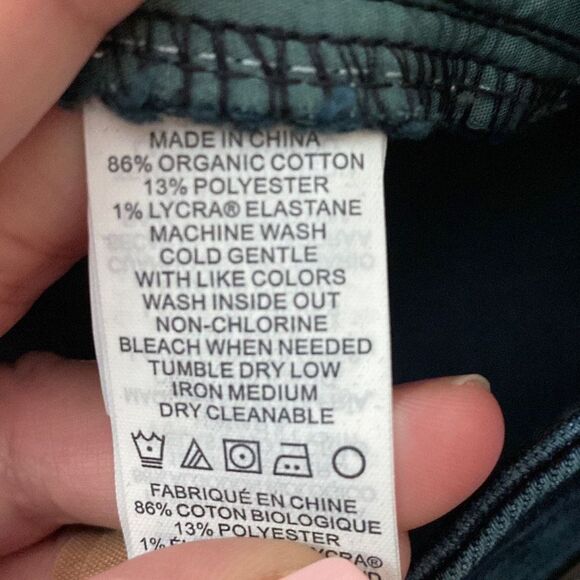 MADE IN CHINA
86% ORGANIC COTTON
13% POLYESTER
1% LYCRA® ELASTANE
MACHINE WASH
COLD GENTLE
WITH LIKE COLORS
WASH INSIDE OUT
NON-CHLORINE
BLEACH WHEN NEEDED
TUMBLE DRY LOW
IRON MEDIUM
DRY CLEANABLE
FABRIQUÉ EN CHINE
86% COTON BIOLOGIQUE
13% POLYESTER
1% LYCRA®